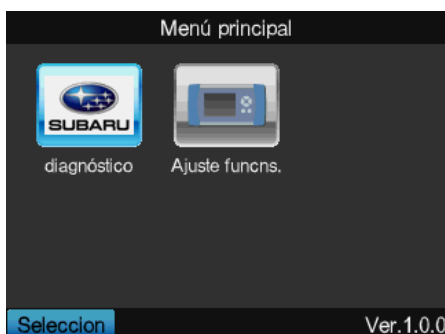 Menú principal
SUBARU
diagnóstico
Ajuste funcns.
Seleccion
Ver.1.0.0